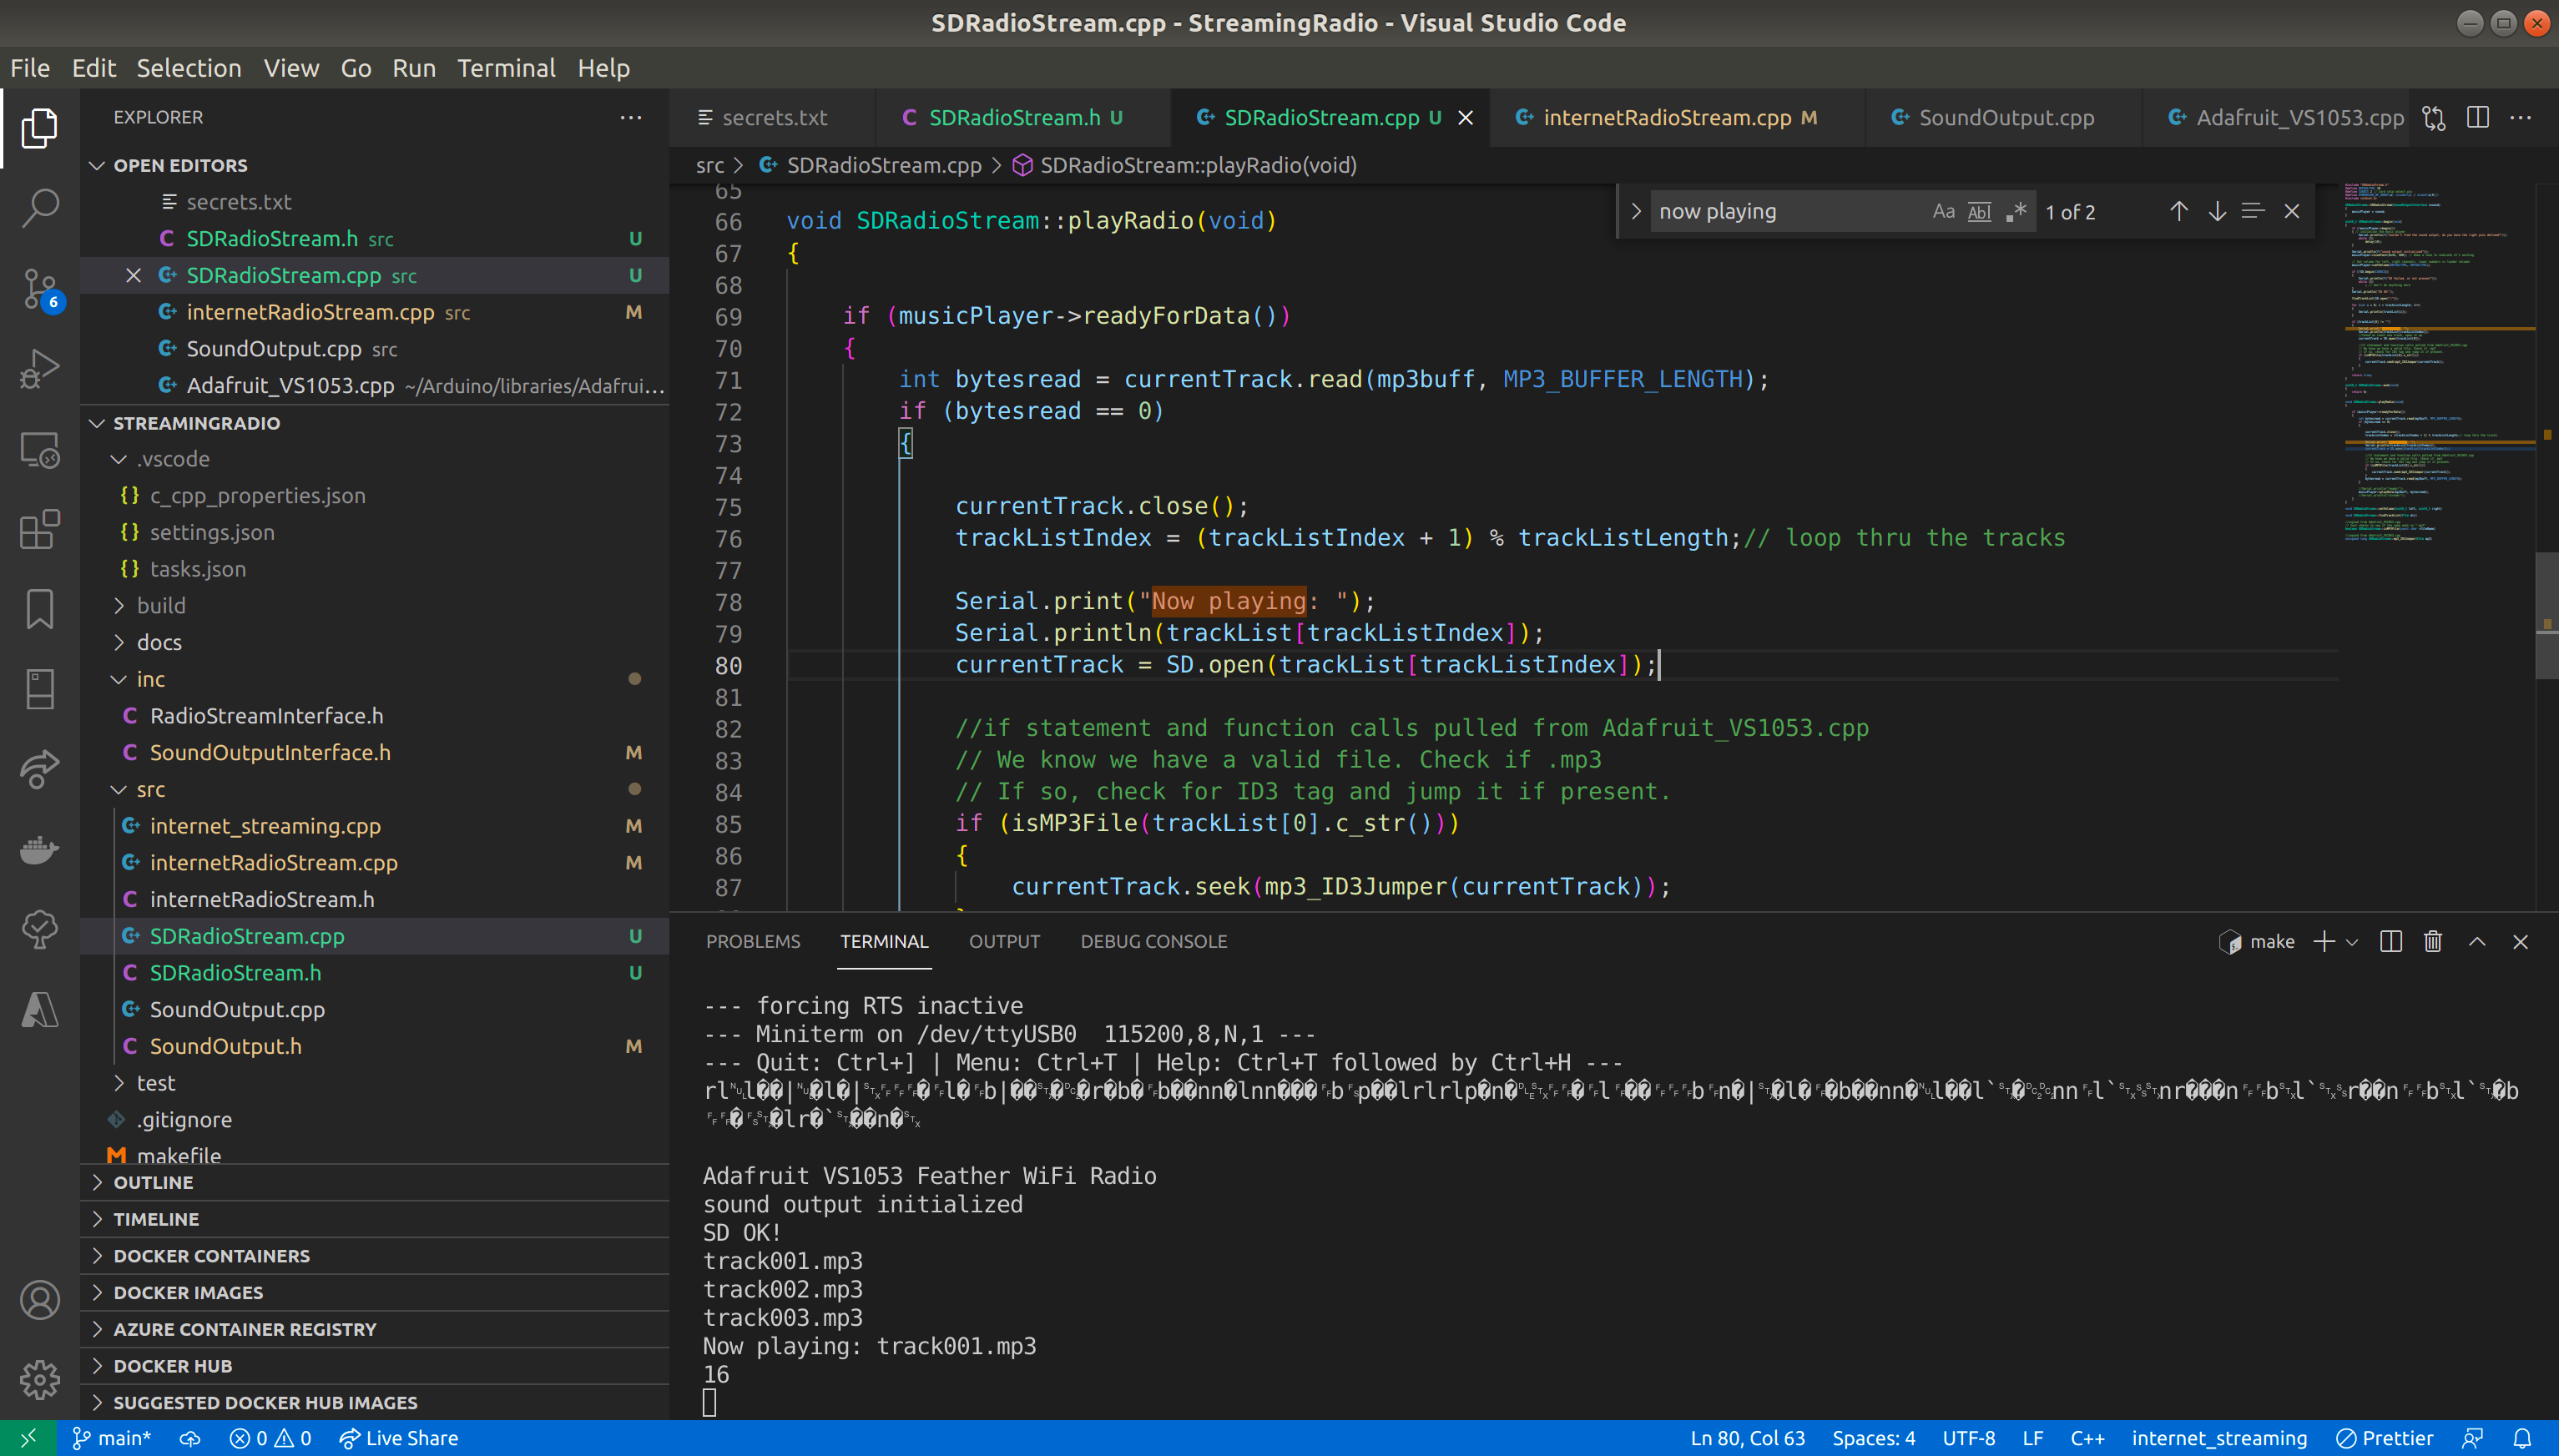 SDRadioStream.cpp - StreamingRadio - Visual Studio Code
File Edit Selection View Go Run Terminal Help
EXPLORER
OPEN EDITORS
secrets.txt
SDRadioStream.h src U
SDRadioStream.cpp src U
internetRadioStream.cpp src M
SoundOutput.cpp src
Adafruit_VS1053.cpp ~/Arduino/libraries/Adafrui...
STREAMINGRADIO
.vscode
c_cpp_properties.json
settings.json
tasks.json
build
docs
inc
RadioStreamInterface.h
SoundOutputInterface.h M
src
internet_streaming.cpp M
internetRadioStream.cpp M
internetRadioStream.h
SDRadioStream.cpp U
SDRadioStream.h U
SoundOutput.cpp
SoundOutput.h M
test
.gitignore
makefile
OUTLINE
TIMELINE
DOCKER CONTAINERS
DOCKER IMAGES
AZURE CONTAINER REGISTRY
DOCKER HUB
SUGGESTED DOCKER HUB IMAGES
6
secrets.txt SDRadioStream.h U SDRadioStream.cpp U internetRadioStream.cpp M SoundOutput.cpp Adafruit_VS1053.cpp
src > SDRadioStream.cpp > SDRadioStream::playRadio(void)
now playing Aa Abl .* 1 of 2
65
66 void SDRadioStream::playRadio(void)
67 {
68
69 if (musicPlayer->readyForData())
70 {
71 int bytesread = currentTrack.read(mp3buff, MP3_BUFFER_LENGTH);
72 if (bytesread == 0)
73 {
74
75 currentTrack.close();
76 trackListIndex = (trackListIndex + 1) % trackListLength;// loop thru the tracks
77
78 Serial.print("Now playing: ");
79 Serial.println(trackList[trackListIndex]);
80 currentTrack = SD.open(trackList[trackListIndex]);
81
82 //if statement and function calls pulled from Adafruit_VS1053.cpp
83 // We know we have a valid file. Check if .mp3
84 // If so, check for ID3 tag and jump it if present.
85 if (isMP3File(trackList[0].c_str()))
86 {
87 currentTrack.seek(mp3_ID3Jumper(currentTrack));
PROBLEMS TERMINAL OUTPUT DEBUG CONSOLE make
--- forcing RTS inactive
--- Miniterm on /dev/ttyUSB0 115200,8,N,1 ---
--- Quit: Ctrl+] | Menu: Ctrl+T | Help: Ctrl+T followed by Ctrl+H ---
Adafruit VS1053 Feather WiFi Radio
sound output initialized
SD OK!
track001.mp3
track002.mp3
track003.mp3
Now playing: track001.mp3
16
main* 0 0 Live Share Ln 80, Col 63 Spaces: 4 UTF-8 LF C++ internet_streaming Prettier